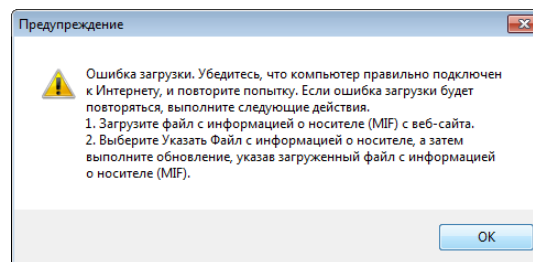 Предупреждение
Ошибка загрузки. Убедитесь, что компьютер правильно подключен
к Интернету, и повторите попытку. Если ошибка загрузки будет
повторяться, выполните следующие действия.
1. Загрузите файл с информацией о носителе (MIF) с веб-сайта.
2. Выберите Указать Файл с информацией о носителе, а затем
выполните обновление, указав загруженный файл с информацией
о носителе (MIF).
OK